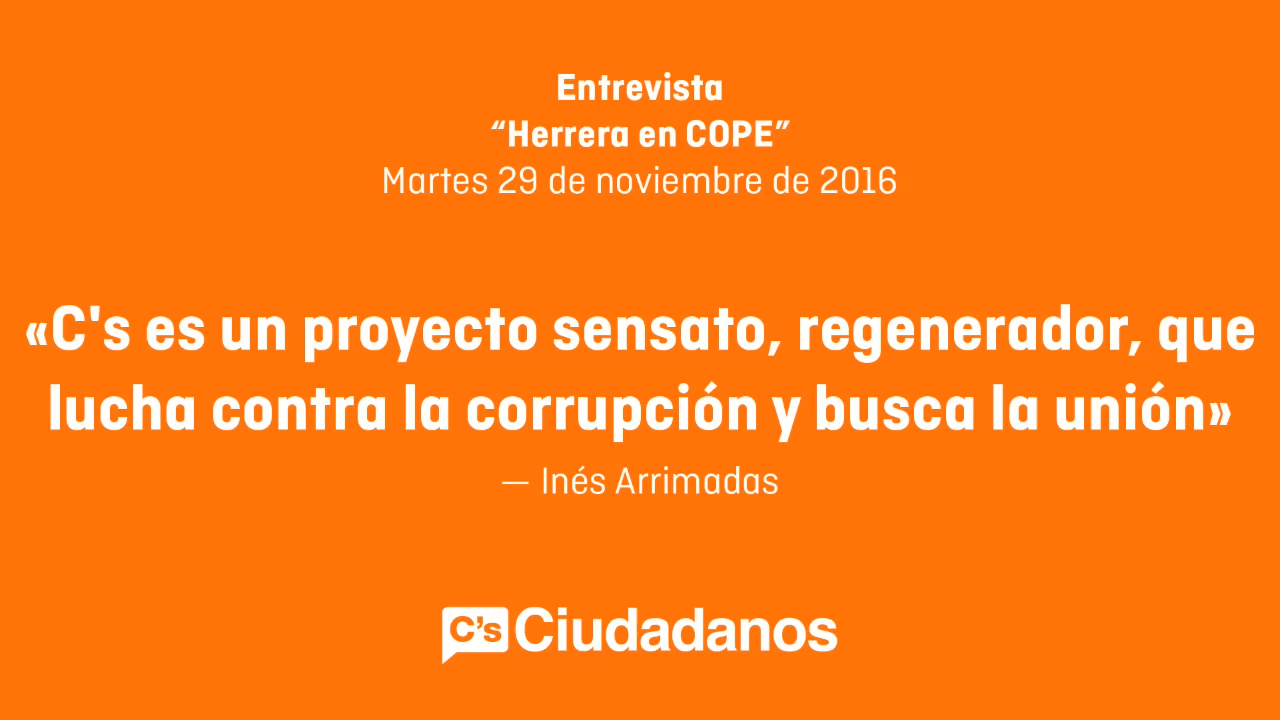 Entrevista
“Herrera en COPE”
Martes 29 de noviembre de 2016
«C's es un proyecto sensato, regenerador, que
lucha contra la corrupción y busca la unión»
— Inés Arrimadas
C’s Ciudadanos